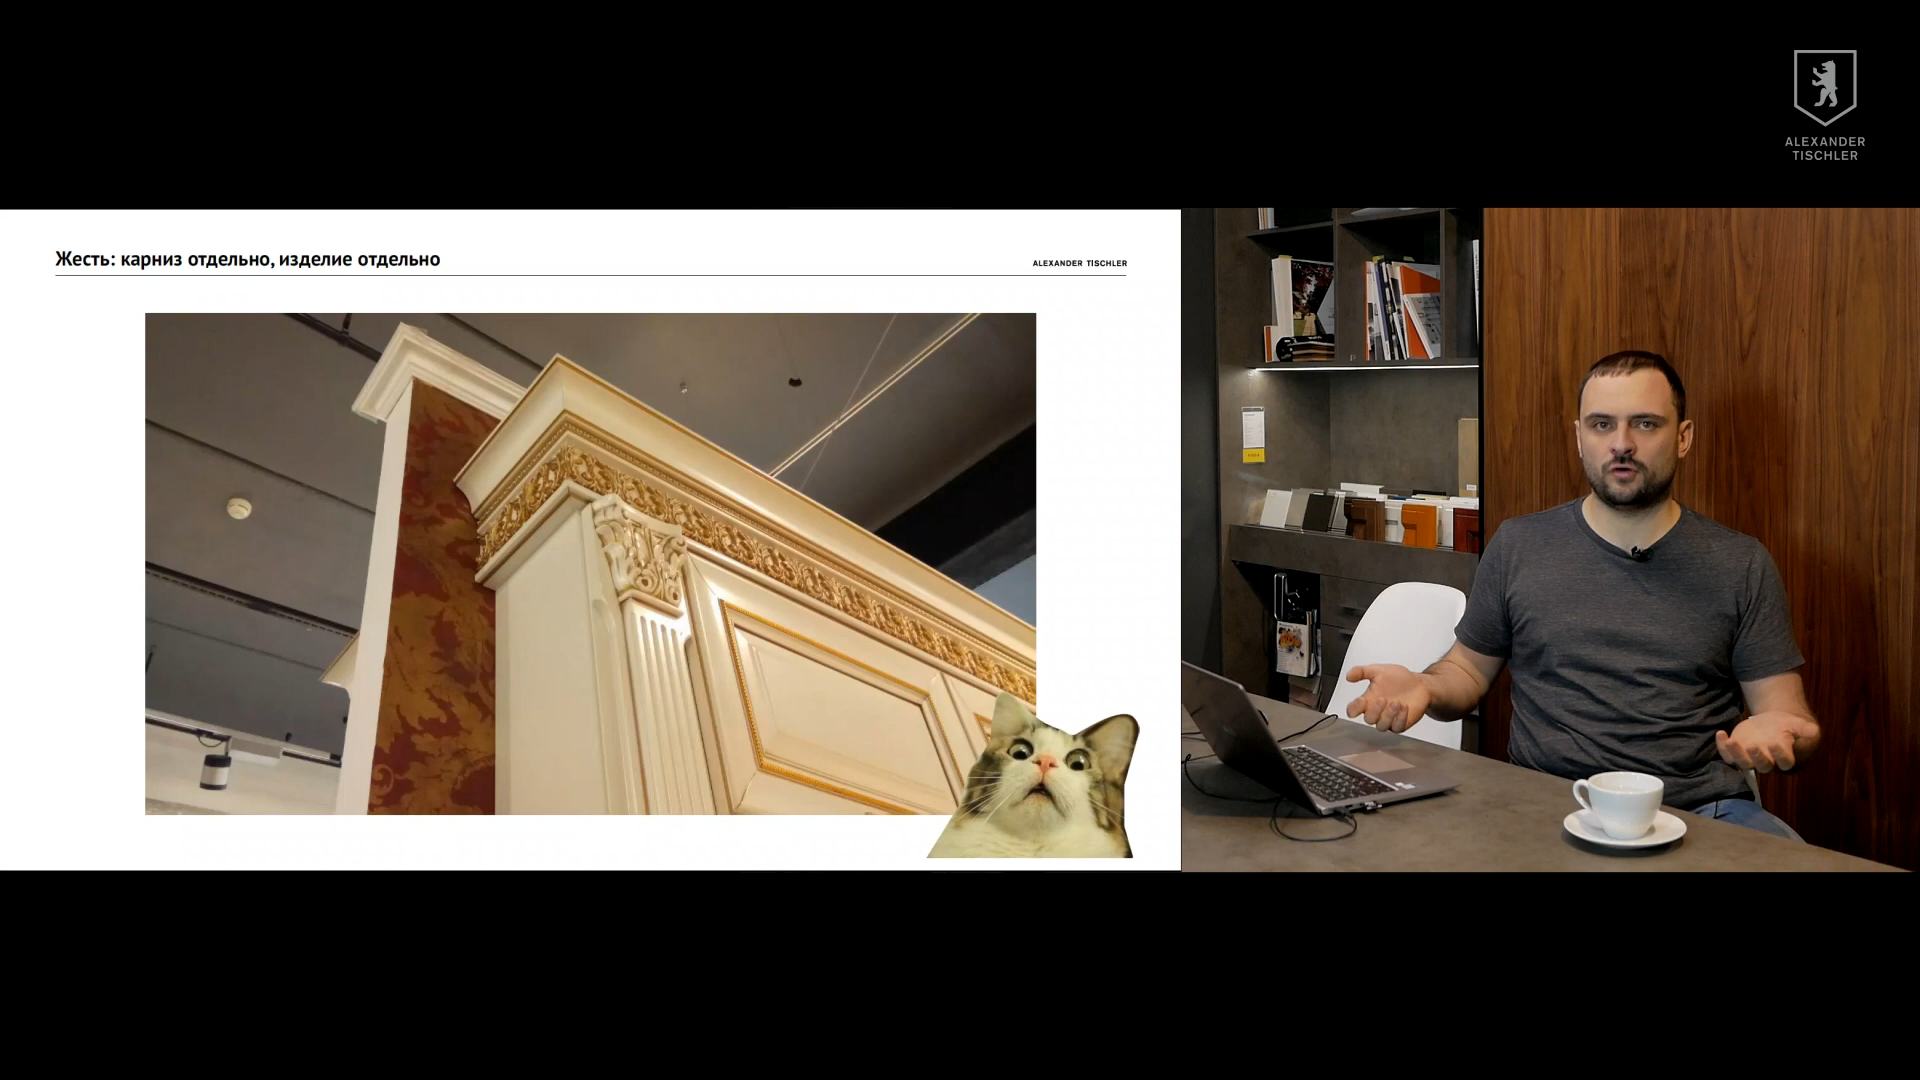 ALEXANDER
TISCHLER
Жесть: карниз отдельно, изделие отдельно
ALEXANDER TISCHLER